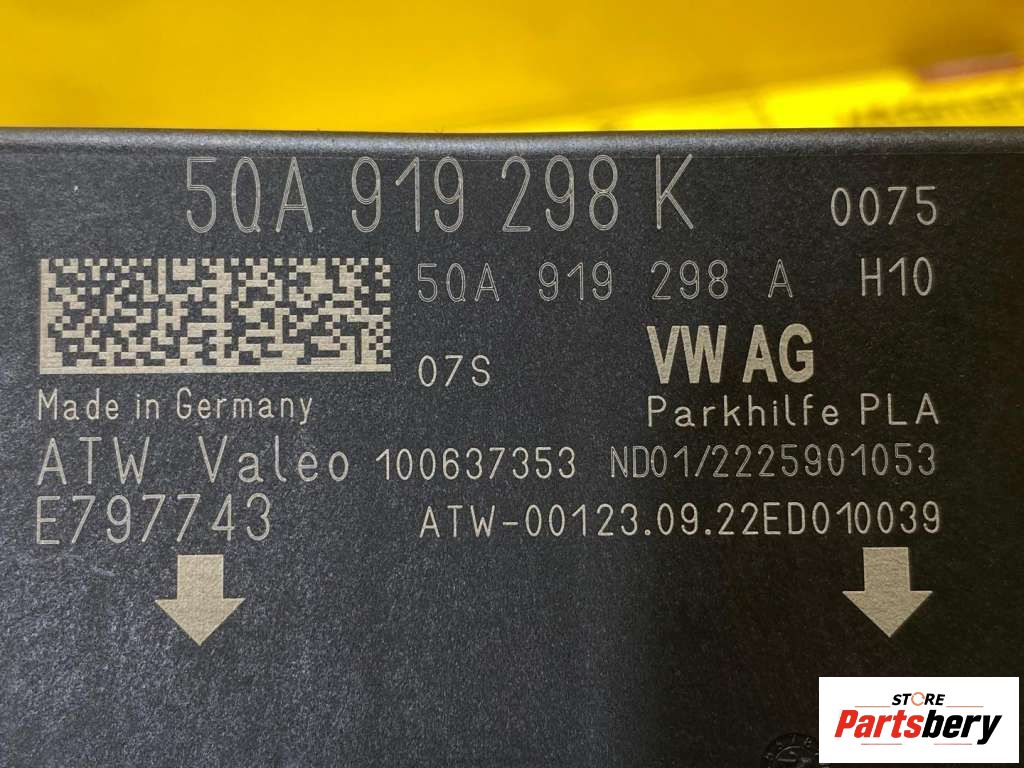 5QA 919 298 K 0075
5QA 919 298 A H10
07S VW AG
Made in Germany Parkhilfe PLA
ATW Valeo 100637353 ND01/2225901053
E797743 ATW-00123.09.22ED010039
STORE
Partsbery